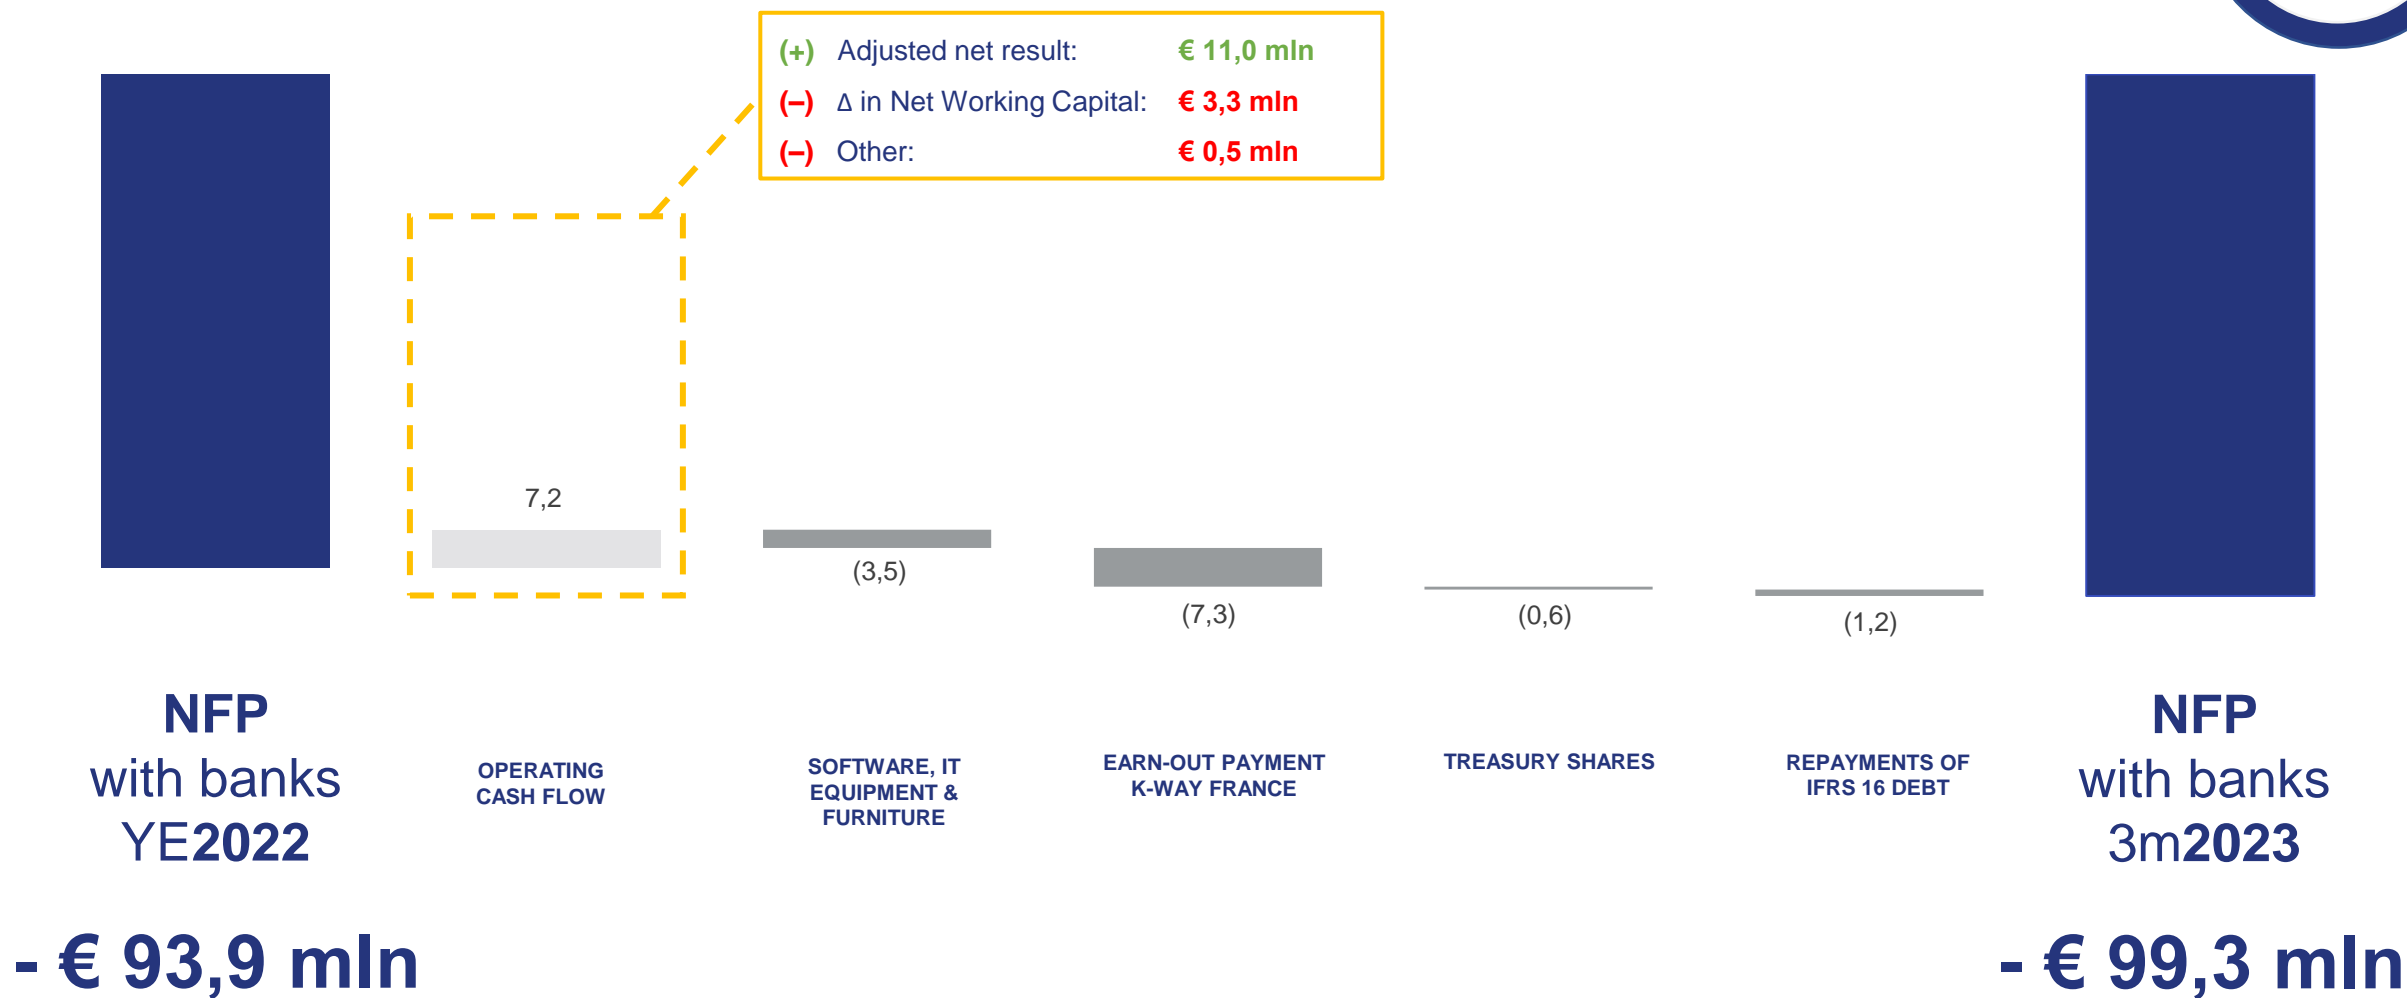 (+) Adjusted net result: € 11,0 mln
(–) Δ in Net Working Capital: € 3,3 mln
(–) Other: € 0,5 mln
7,2
(3,5)
(7,3)
(0,6)
(1,2)
NFP
with banks
YE2022
OPERATING
CASH FLOW
SOFTWARE, IT
EQUIPMENT &
FURNITURE
EARN-OUT PAYMENT
K-WAY FRANCE
TREASURY SHARES
REPAYMENTS OF
IFRS 16 DEBT
NFP
with banks
3m2023
- € 93,9 mln
- € 99,3 mln